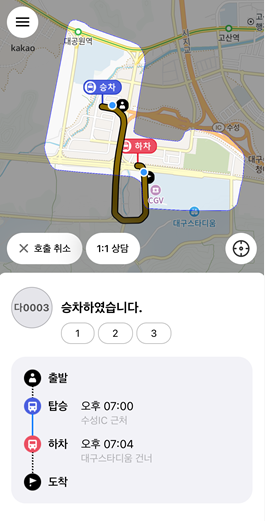 kakao
대공원역
고산역
수성
승차
하차
CGV
대구스타디움
호출 취소
1:1 상담
다0003
승차하였습니다.
1 2 3
출발
탑승 오후 07:00
수성IC 근처
하차 오후 07:04
대구스타디움 건너
도착